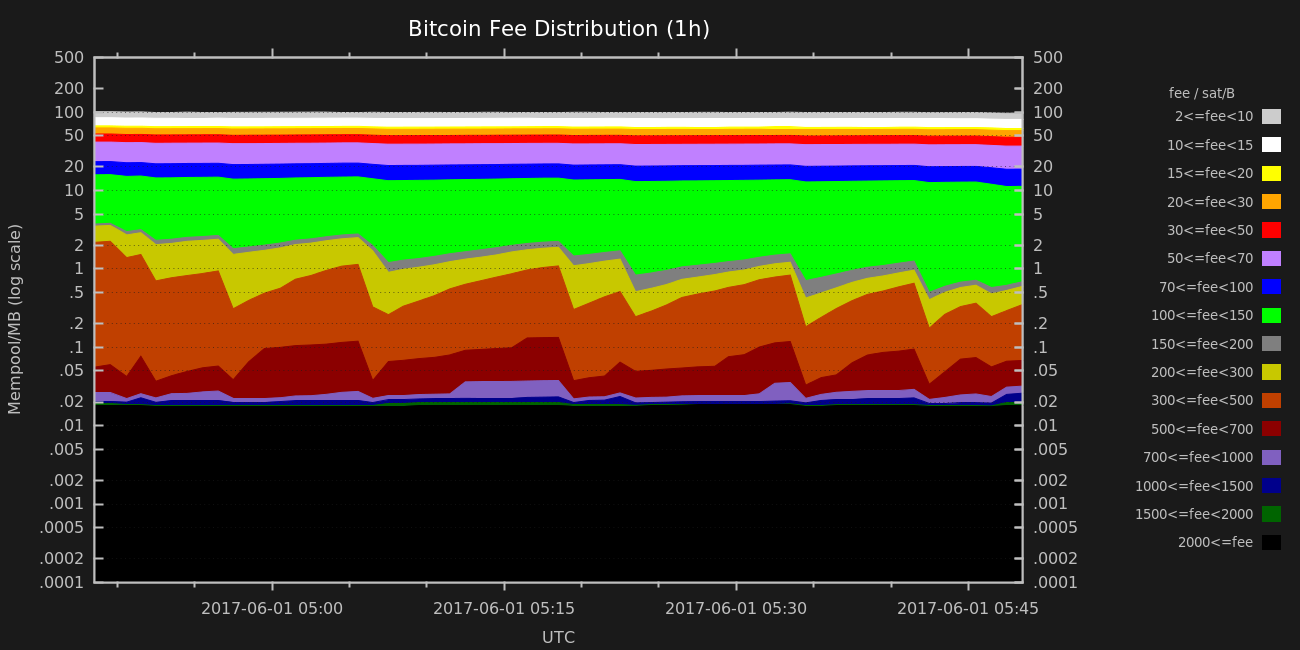 Bitcoin Fee Distribution (1h)
500
200
100
50
20
10
5
2
1
.5
.2
.1
.05
.02
.01
.005
.002
.001
.0005
.0002
.0001
Mempool/MB (log scale)
500
200
100
50
20
10
5
2
1
.5
.2
.1
.05
.02
.01
.005
.002
.001
.0005
.0002
.0001
2017-06-01 05:00 2017-06-01 05:15 2017-06-01 05:30 2017-06-01 05:45
UTC
fee / sat/B
2<=fee<10
10<=fee<15
15<=fee<20
20<=fee<30
30<=fee<50
50<=fee<70
70<=fee<100
100<=fee<150
150<=fee<200
200<=fee<300
300<=fee<500
500<=fee<700
700<=fee<1000
1000<=fee<1500
1500<=fee<2000
2000<=fee